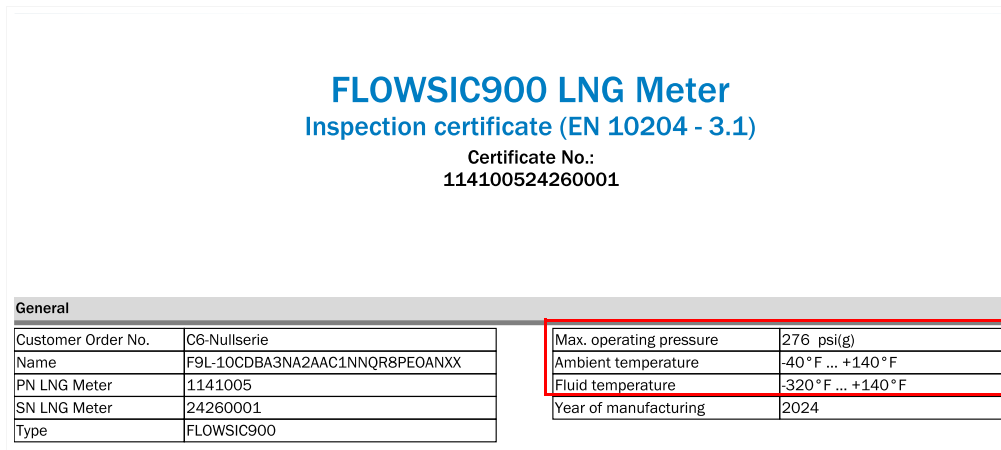 FLOWSIC900 LNG Meter
Inspection certificate (EN 10204 - 3.1)
Certificate No.:
114100524260001
General
Customer Order No. C6-Nullserie
Name F9L-10CDBA3NA2AAC1NNQR8PEOANXX
PN LNG Meter 1141005
SN LNG Meter 24260001
Type FLOWSIC900
Max. operating pressure 276 psi(g)
Ambient temperature -40°F ... +140°F
Fluid temperature -320°F ... +140°F
Year of manufacturing 2024